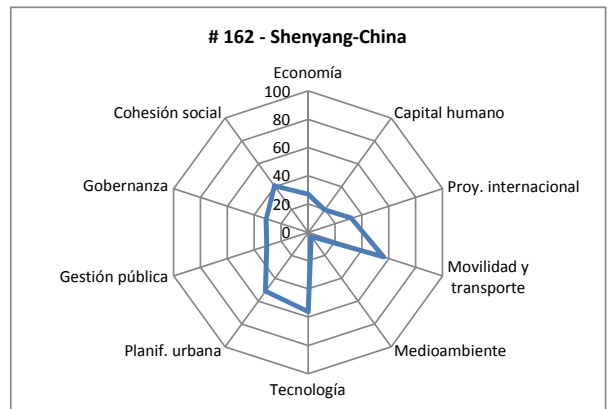 # 162 - Shenyang-China
Economía
100
80
60
40
20
0
Capital humano
Proy. internacional
Movilidad y
transporte
Medioambiente
Tecnología
Planif. urbana
Gestión pública
Gobernanza
Cohesión social